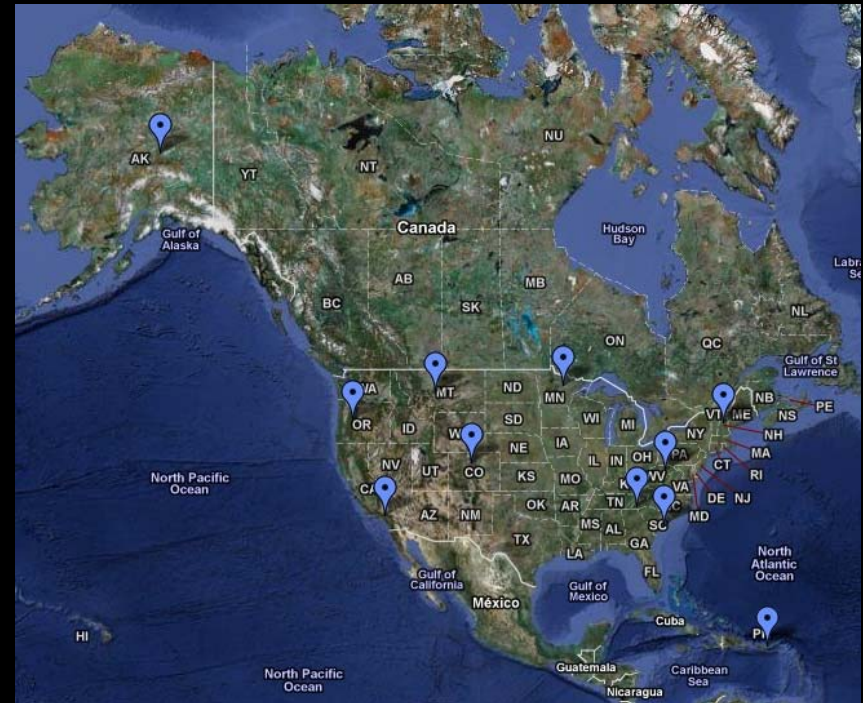 NU
AK
YT
NT
Canada
Gulf of
Alaska
Hudson
Bay
AB
MB
BC
SK
NL
ON
QC
Gulf of St
Lawrence
MT
ND
MN
NB
PE
OR
ID
SD
WI
MI
VT
ME
NS
NY
NH
NE
IA
MA
NV
UT
CO
IL
IN
OH
PA
CT
RI
KS
MO
WV
VA
North Pacific
Ocean
DE
NJ
AZ
NM
OK
AR
TN
MD
TX
MS
AL
SC
GA
LA
FL
North
Atlantic
Ocean
Gulf of
California
Gulf of
Mexico
México
Cuba
HI
Guatemala
Caribbean
Sea
North Pacific
Ocean
Nicaragua